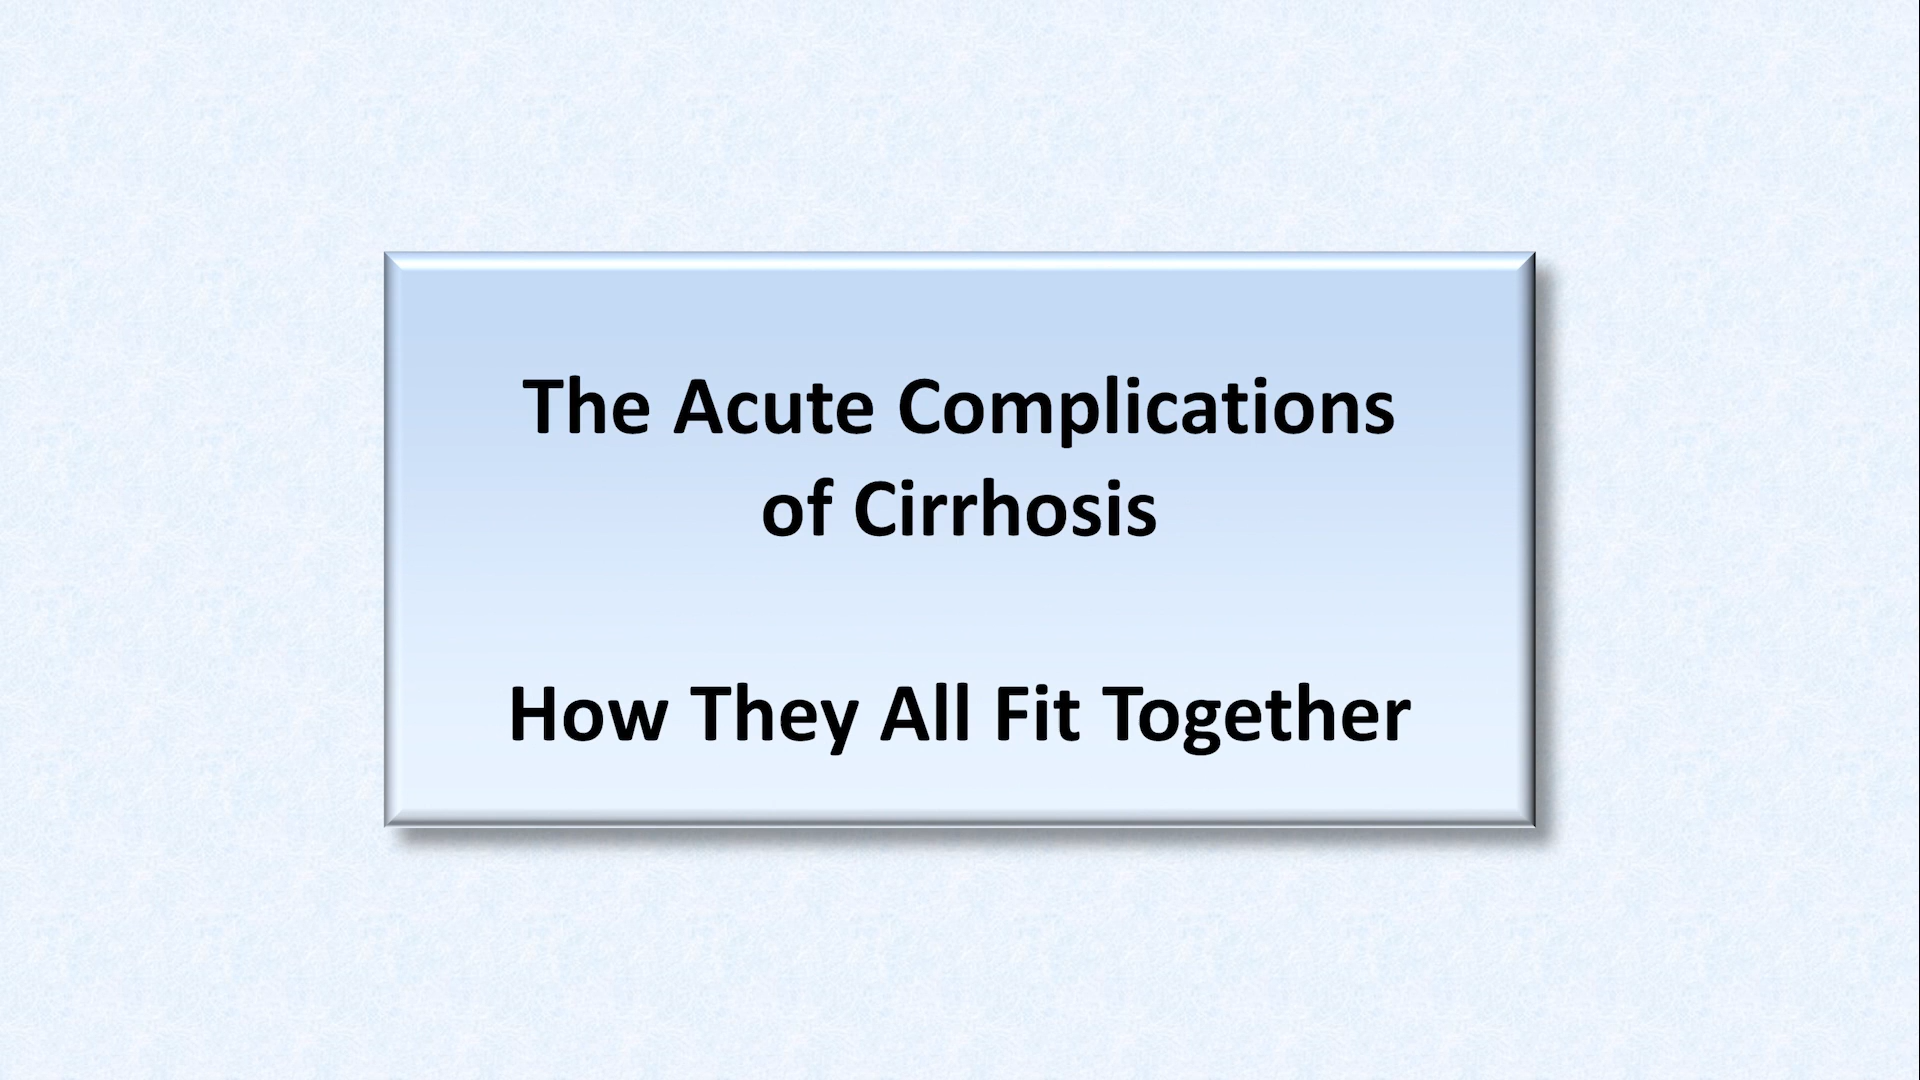 The Acute Complications
of Cirrhosis
How They All Fit Together